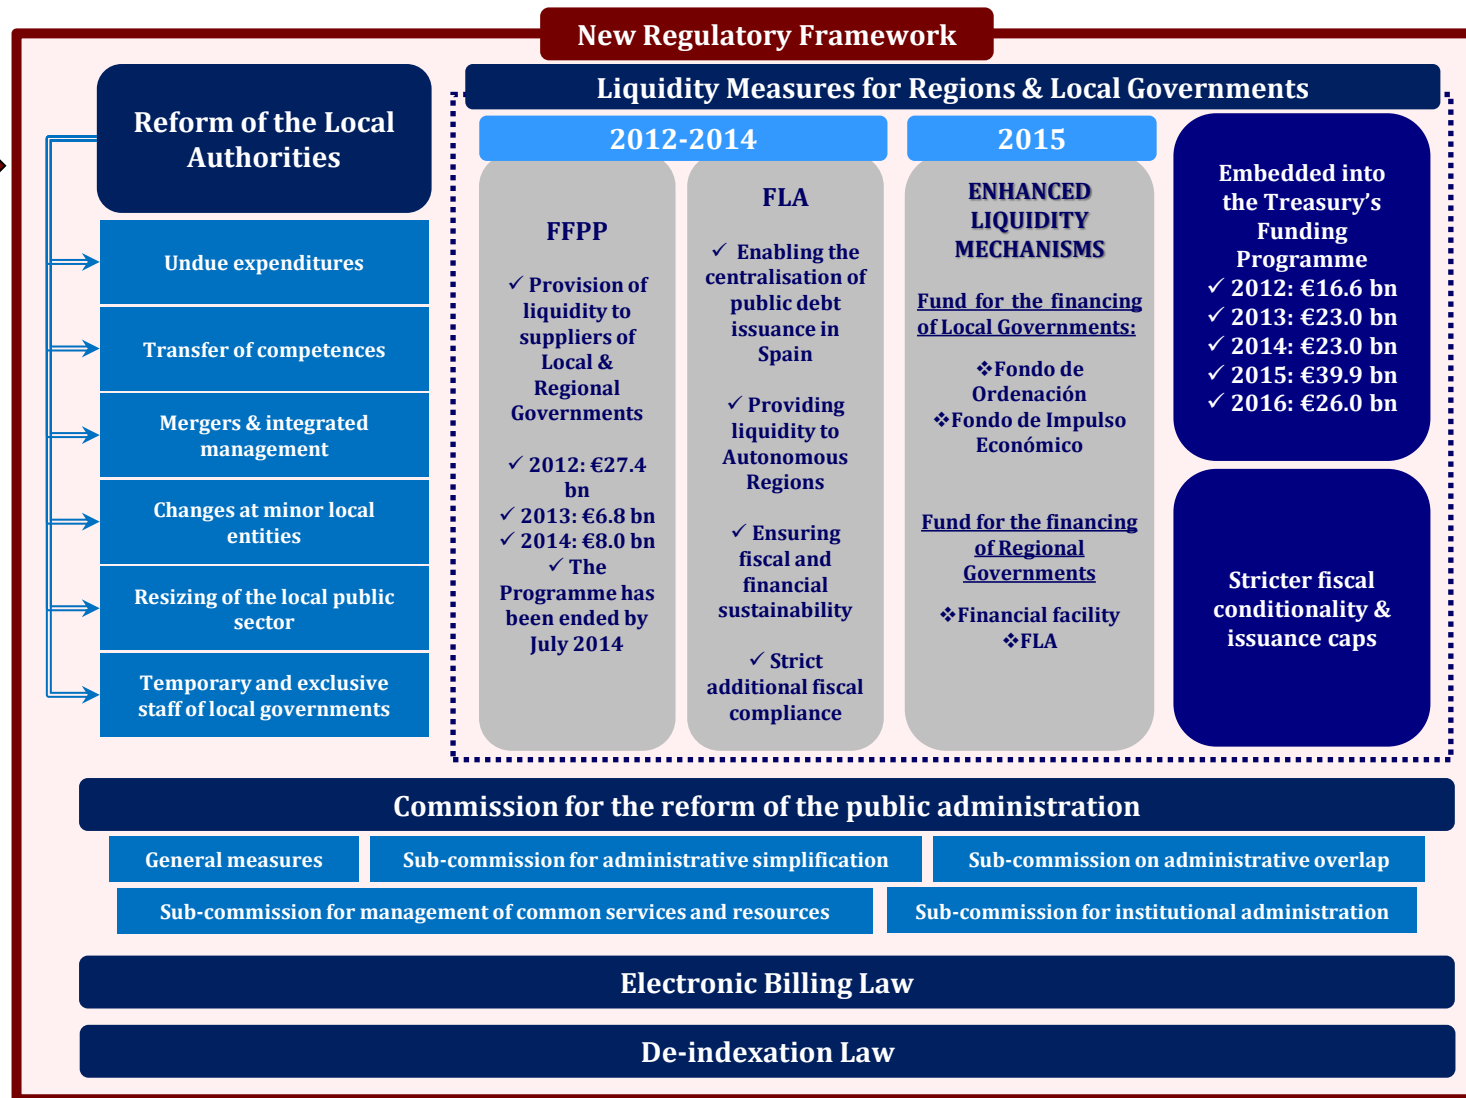 New Regulatory Framework
Reform of the Local
Authorities
Undue expenditures
Transfer of competences
Mergers & integrated
management
Changes at minor local
entities
Resizing of the local public
sector
Temporary and exclusive
staff of local governments
Liquidity Measures for Regions & Local Governments
2012-2014
FFPP
✓ Provision of
liquidity to
suppliers of
Local &
Regional
Governments
✓ 2012: €27.4
bn
✓ 2013: €6.8 bn
✓ 2014: €8.0 bn
✓ The
Programme has
been ended by
July 2014
FLA
✓ Enabling the
centralisation of
public debt
issuance in
Spain
✓ Providing
liquidity to
Autonomous
Regions
✓ Ensuring
fiscal and
financial
sustainability
✓ Strict
additional fiscal
compliance
2015
ENHANCED
LIQUIDITY
MECHANISMS
Fund for the financing
of Local Governments:
❖Fondo de
Ordenación
❖Fondo de Impulso
Económico
Fund for the financing
of Regional
Governments
❖Financial facility
❖FLA
Embedded into
the Treasury's
Funding
Programme
✓ 2012: €16.6 bn
✓ 2013: €23.0 bn
✓ 2014: €23.0 bn
✓ 2015: €39.9 bn
✓ 2016: €26.0 bn
Stricter fiscal
conditionality &
issuance caps
Commission for the reform of the public administration
General measures
Sub-commission for administrative simplification
Sub-commission on administrative overlap
Sub-commission for management of common services and resources
Sub-commission for institutional administration
Electronic Billing Law
De-indexation Law